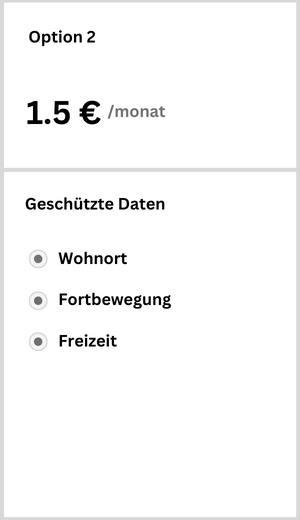 Option 2
1.5 € /monat
Geschützte Daten
Wohnort
Fortbewegung
Freizeit